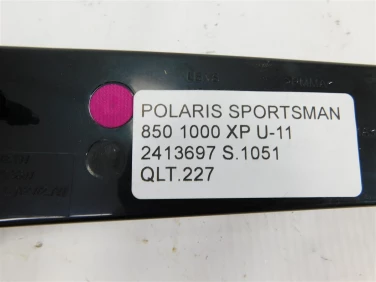 POLARIS SPORTSMAN
850 1000 XP U-11
2413697 S.1051
QLT.227